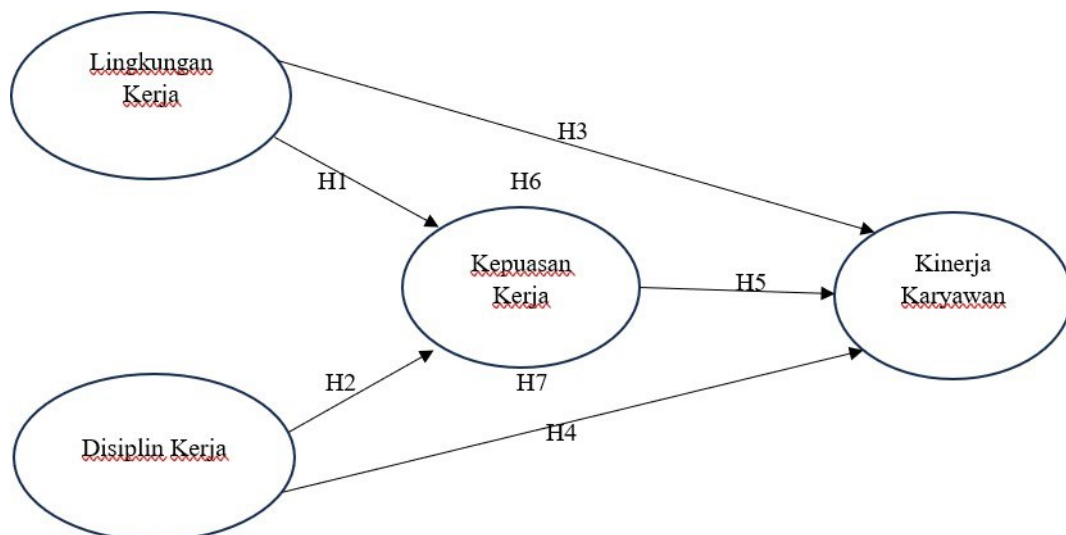 Lingkungan
Kerja
H3
H1
H6
Kepuasan
Kerja
H5
Kinerja
Karyawan
H2
H7
H4
Disiplin Kerja